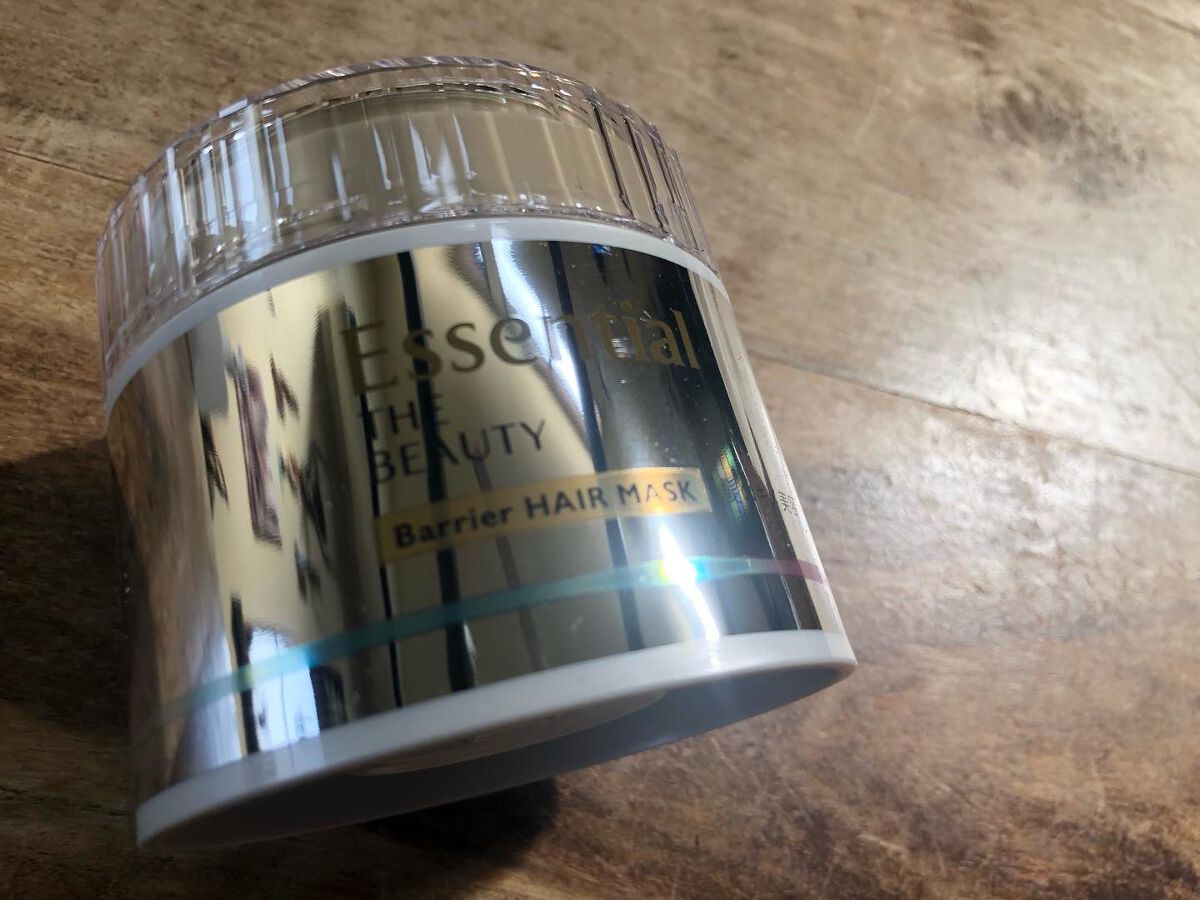 Essential
THE
BEAUTY
Barrier HAIR MASK